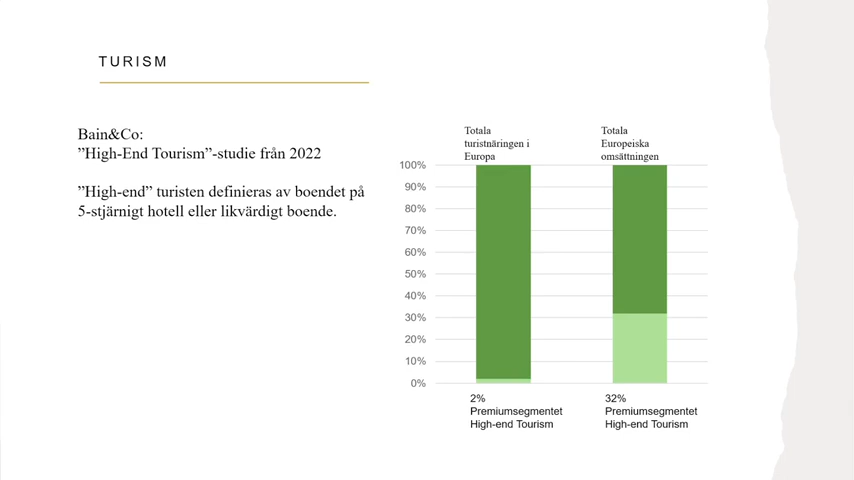 TURISM
Bain&Co:
”High-End Tourism”-studie från 2022
”High-end” turisten definieras av boendet på
5-stjärnigt hotell eller likvärdigt boende.
Totala
turistnäringen i
Europa
Totala
Europeiska
omsättningen
100%
90%
80%
70%
60%
50%
40%
30%
20%
10%
0%
2%
Premiumsegmentet
High-end Tourism
32%
Premiumsegmentet
High-end Tourism